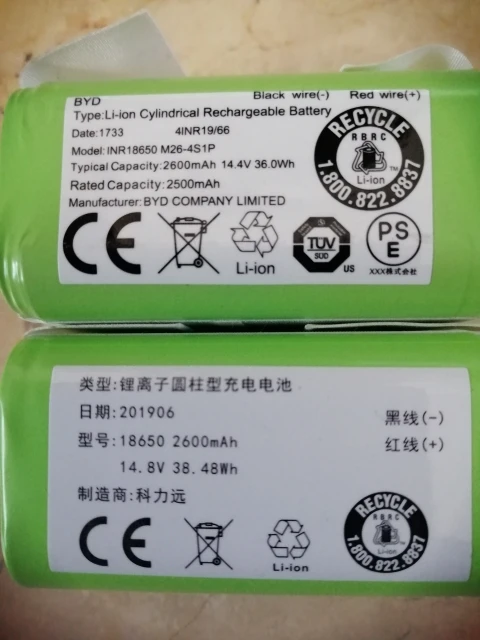 BYD
Black wire(-) Red wire(+)
Type:Li-ion Cylindrical Rechargeable Battery
Date:1733 4INR19/66
Model:INR18650 M26-4S1P
Typical Capacity:2600mAh 14.4V 36.0Wh
Rated Capacity:2500mAh
Manufacturer:BYD COMPANY LIMITED
RECYCLE
RBRC
TM
Li-ion
1.800.822.8837
CE
Li-ion
TÜV
SÜD
US
PS
E
XXX株式会社
类型:锂离子圆柱型充电电池
日期:201906
黑线(-)
型号:18650 2600mAh
红线(+)
14.8V 38.48Wh
制造商:科力远
CE
Li-ion
RECYCLE
RBRC
Li-ion
1.800.822.8837